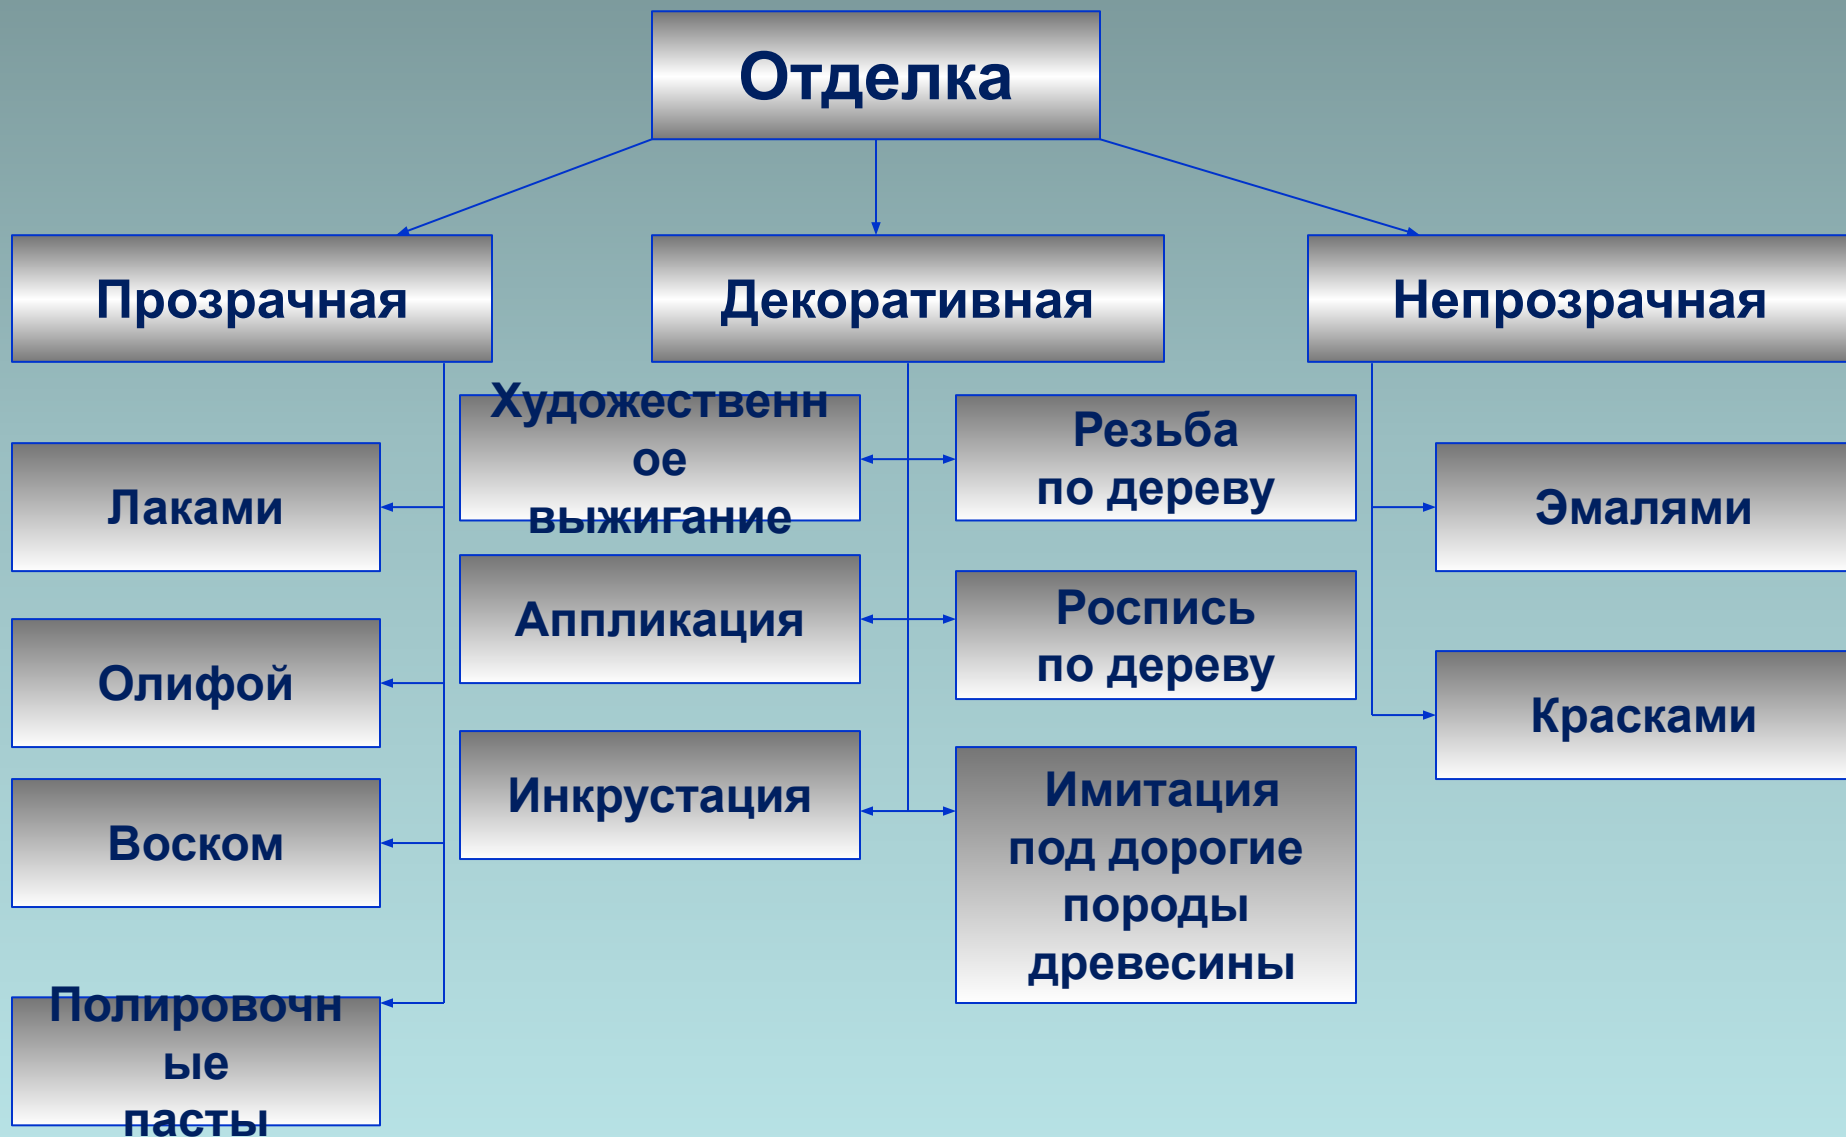 Отделка
Прозрачная
Декоративная
Непрозрачная
Художественн
ое
выжигание
Резьба
по дереву
Лаками
Эмалями
Аппликация
Роспись
по дереву
Олифой
Красками
Инкрустация
Имитация
под дорогие
породы
древесины
Воском
Полировочн
ые
пасты